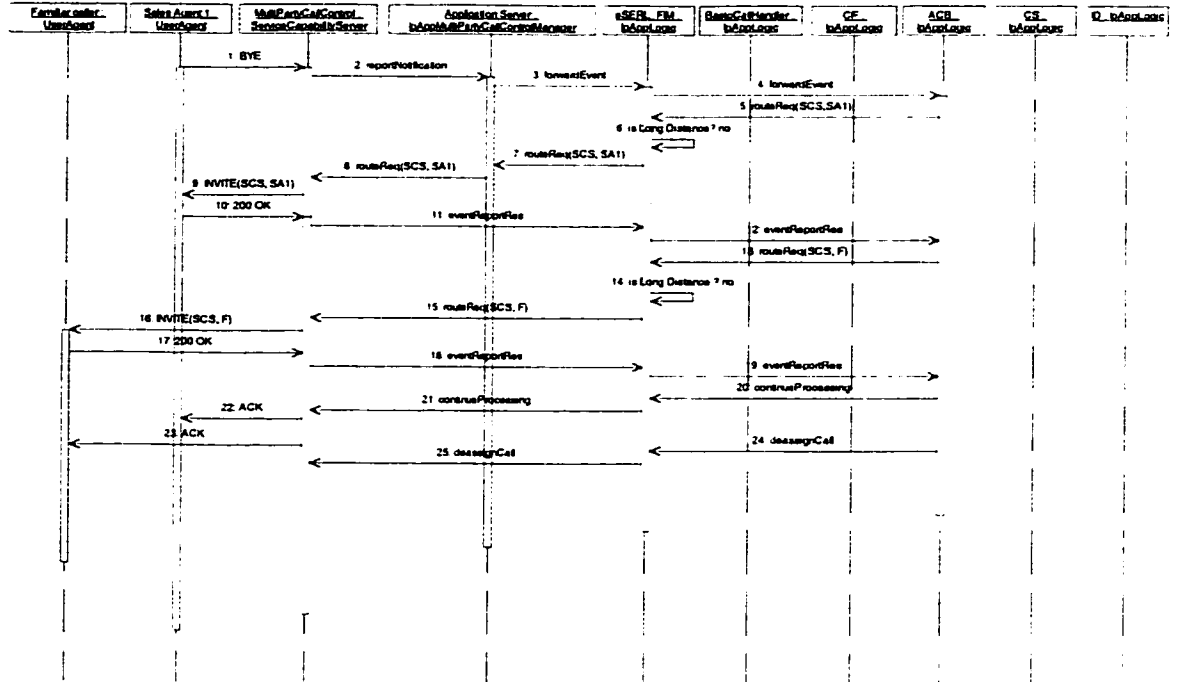 Familiar caller :
UserAgent
Sales Agent 1 :
UserAgent
MultiPartyCallControl :
ServiceCapabilityServer
Application Server :
IpAppMultiPartyCallControlManager
eSERL FIM :
IpAppLogic
BasicCallHandler :
IpAppLogic
CF :
IpAppLogic
ACB :
IpAppLogic
CS :
IpAppLogic
: IpAppLogic
1: BYE
2: reportNotification
3: forwardEvent
4: forwardEvent
5: routeReq(SCS,SA1)
6: is Long Distance ? no
7: routeReq(SCS, SA1)
8: routeReq(SCS, SA1)
9: INVITE(SCS, SA1)
10: 200 OK
11: eventReportRes
2: eventReportRes
13: routeReq(SCS, F)
14: is Long Distance ? no
15: routeReq(SCS, F)
16: INVITE(SCS, F)
17: 200 OK
18: eventReportRes
9: eventReportRes
20: continueProcessing
21: continueProcessing
22: ACK
23: ACK
24: deassignCall
25: deassignCall